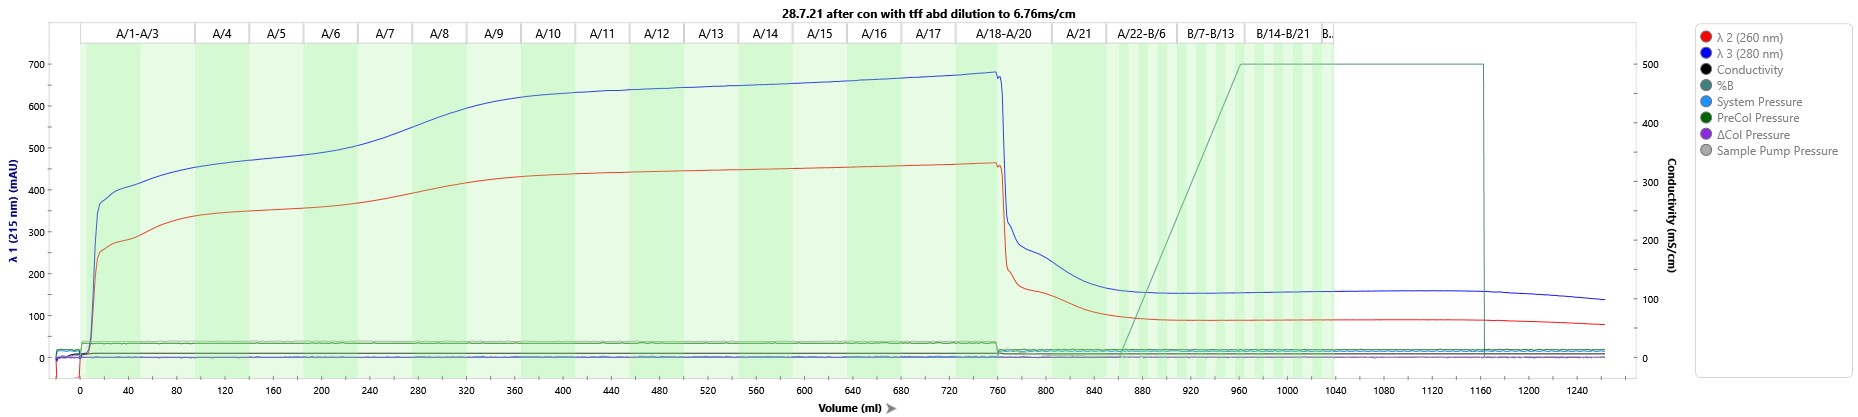 28.7.21 after con with tff abd dilution to 6.76ms/cm
A/1-A/3 A/4 A/5 A/6 A/7 A/8 A/9 A/10 A/11 A/12 A/13 A/14 A/15 A/16 A/17 A/18-A/20 A/21 A/22-B/6 B/7-B/13 B/14-B/21 B..
λ 1 (215 nm) (mAU)
700
600
500
400
300
200
100
0
500
400
300
200
100
0
Conductivity (mS/cm)
0 40 80 120 160 200 240 280 320 360 400 440 480 520 560 600 640 680 720 760 800 840 880 920 960 1000 1040 1080 1120 1160 1200 1240
Volume (ml)
λ 2 (260 nm)
λ 3 (280 nm)
Conductivity
%B
System Pressure
PreCol Pressure
ΔCol Pressure
Sample Pump Pressure